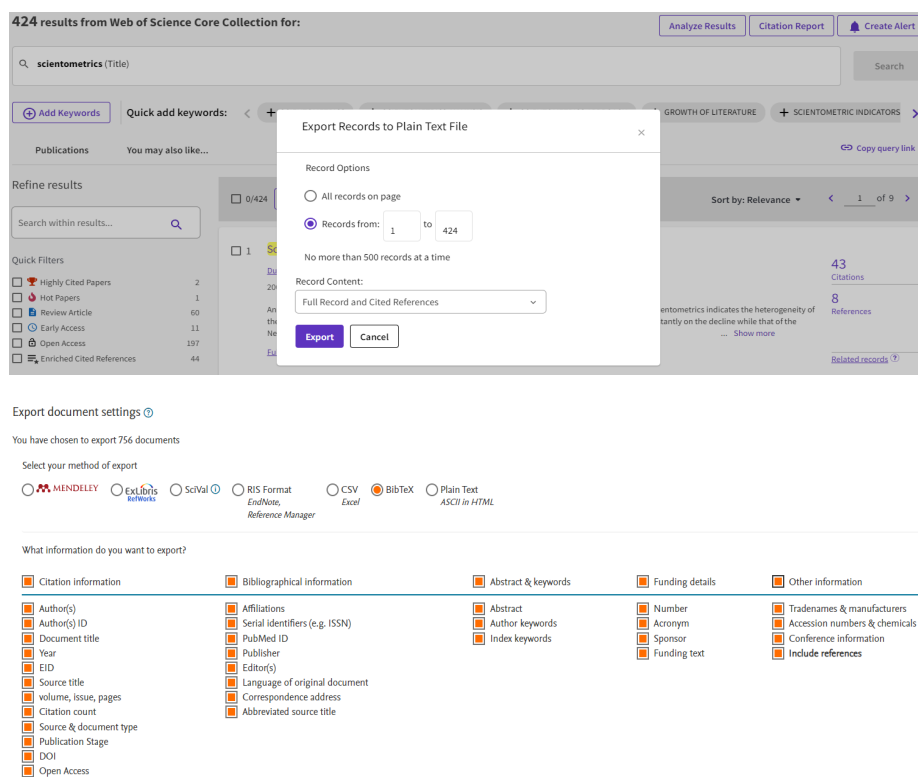 424 results from Web of Science Core Collection for:
Analyze Results Citation Report Create Alert
scientometrics (Title)
Search
Add Keywords Quick add keywords: GROWTH OF LITERATURE SCIENTOMETRIC INDICATORS
Publications You may also like... Copy query link
Export Records to Plain Text File ×
Record Options
All records on page
Records from: 1 to 424
No more than 500 records at a time
Record Content:
Full Record and Cited References
Export Cancel
Refine results
0/424 Sort by: Relevance 1 of 9
Search within results...
1
Quick Filters
Highly Cited Papers 2
Hot Papers 1
Review Article 60
Early Access 11
Open Access 197
Enriched Cited References 44
43
Citations
8
References
entometrics indicates the heterogeneity of
tantly on the decline while that of the
... Show more
Related records
Export document settings
You have chosen to export 756 documents
Select your method of export
MENDELEY ExLibris RefWorks SciVal RIS Format CSV BibTeX Plain Text
EndNote, Excel ASCII in HTML
Reference Manager
What information do you want to export?
Citation information Bibliographical information Abstract & keywords Funding details Other information
Author(s) Affiliations Abstract Number Tradenames & manufacturers
Author(s) ID Serial identifiers (e.g. ISSN) Author keywords Acronym Accession numbers & chemicals
Document title PubMed ID Index keywords Sponsor Conference information
Year Publisher Funding text Include references
EID Editor(s)
Source title Language of original document
volume, issue, pages Correspondence address
Citation count Abbreviated source title
Source & document type
Publication Stage
DOI
Open Access